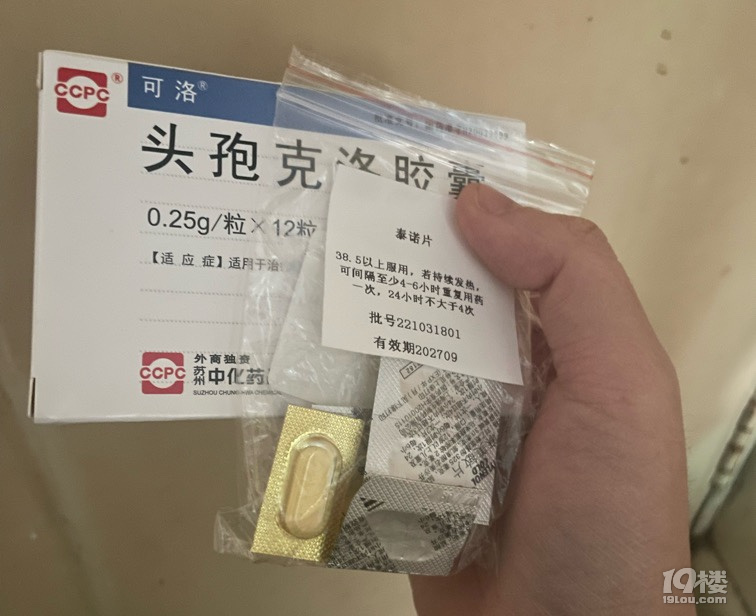 CCPC®
可洛®
头孢克洛胶囊
0.25g/粒×12粒
【适应症】适用于治
CCPC
外商独资
苏州中化药
SUZHOU CHUNG-HWA CHEMICAL
泰诺片
38.5以上服用，若持续发热，
可间隔至少4-6小时重复用药
一次，24小时不大于4次
批号221031801
有效期202709
19楼
19lou.com